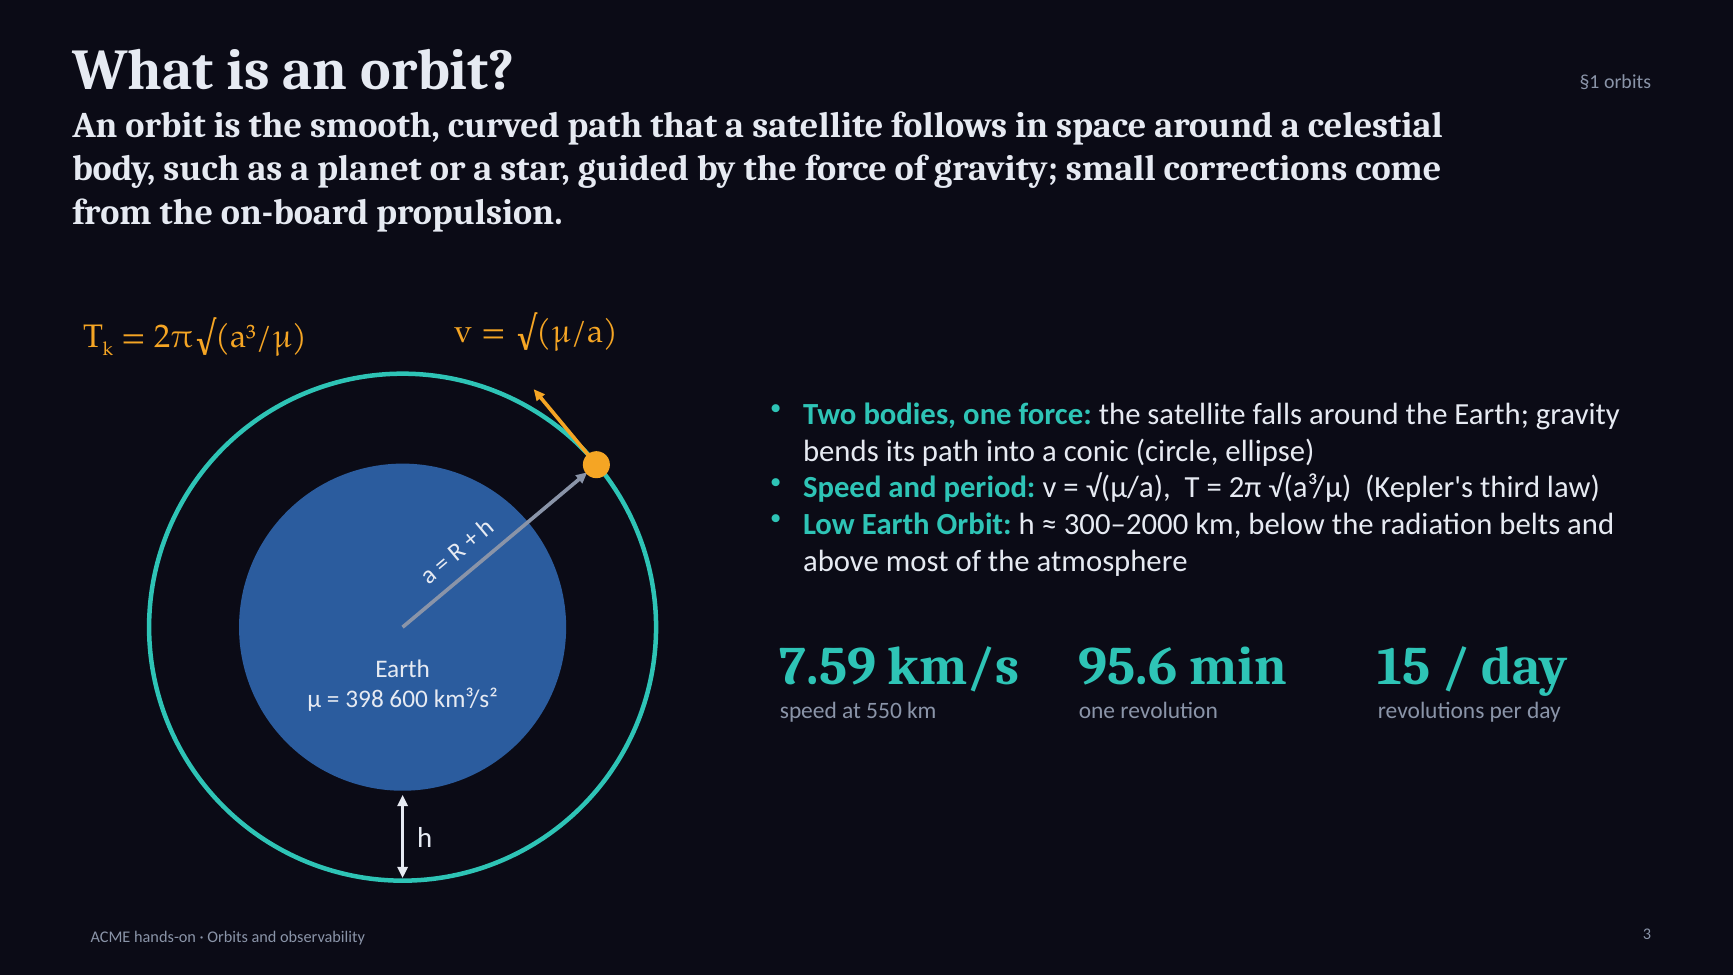 What is an orbit?
§1 orbits
An orbit is the smooth, curved path that a satellite follows in space around a celestial
body, such as a planet or a star, guided by the force of gravity; small corrections come
from the on-board propulsion.
Tₖ = 2π√(a³/μ)
v = √(μ/a)
a = R + h
Earth
μ = 398 600 km³/s²
h
• Two bodies, one force: the satellite falls around the Earth; gravity
bends its path into a conic (circle, ellipse)
• Speed and period: v = √(μ/a), T = 2π √(a³/μ) (Kepler's third law)
• Low Earth Orbit: h ≈ 300–2000 km, below the radiation belts and
above most of the atmosphere
7.59 km/s
speed at 550 km
95.6 min
one revolution
15 / day
revolutions per day
ACME hands-on · Orbits and observability
3